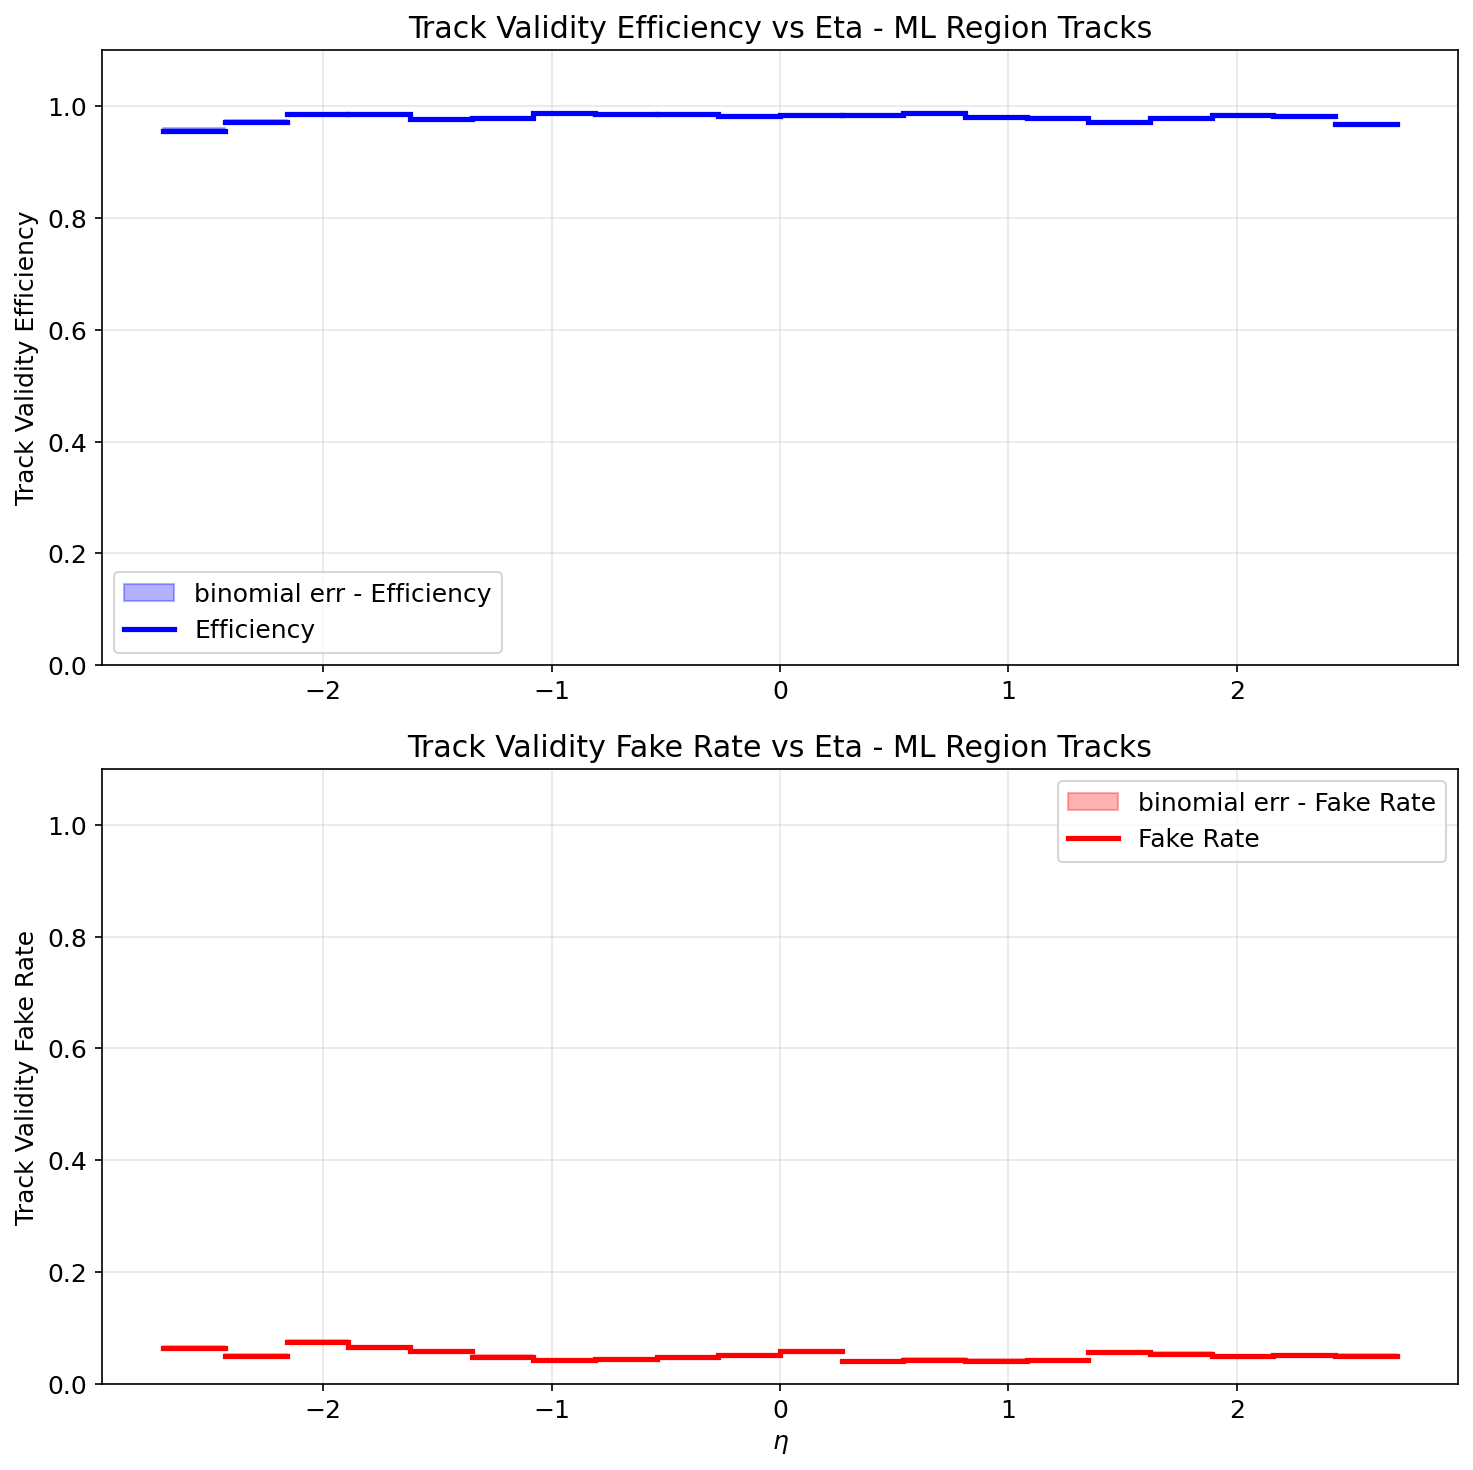 Track Validity Efficiency vs Eta - ML Region Tracks
Track Validity Efficiency
1.0
0.8
0.6
0.4
0.2
0.0
binomial err - Efficiency
Efficiency
−2
−1
0
1
2
Track Validity Fake Rate vs Eta - ML Region Tracks
Track Validity Fake Rate
1.0
0.8
0.6
0.4
0.2
0.0
binomial err - Fake Rate
Fake Rate
−2
−1
0
1
2
η